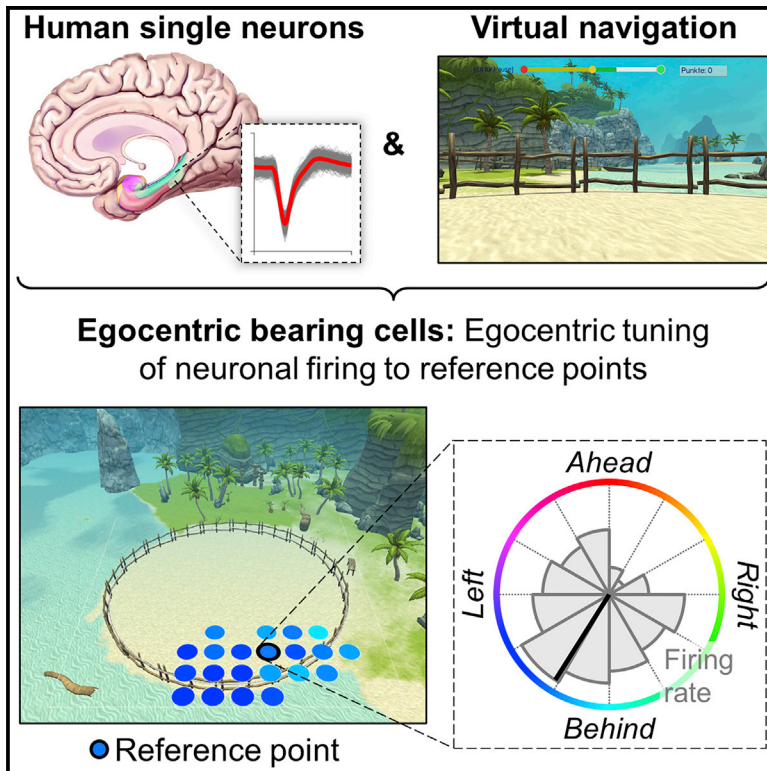 Human single neurons
Virtual navigation
Punkte: 0
&
Egocentric bearing cells: Egocentric tuning
of neuronal firing to reference points
Ahead
Left
Right
Firing
rate
Behind
Reference point